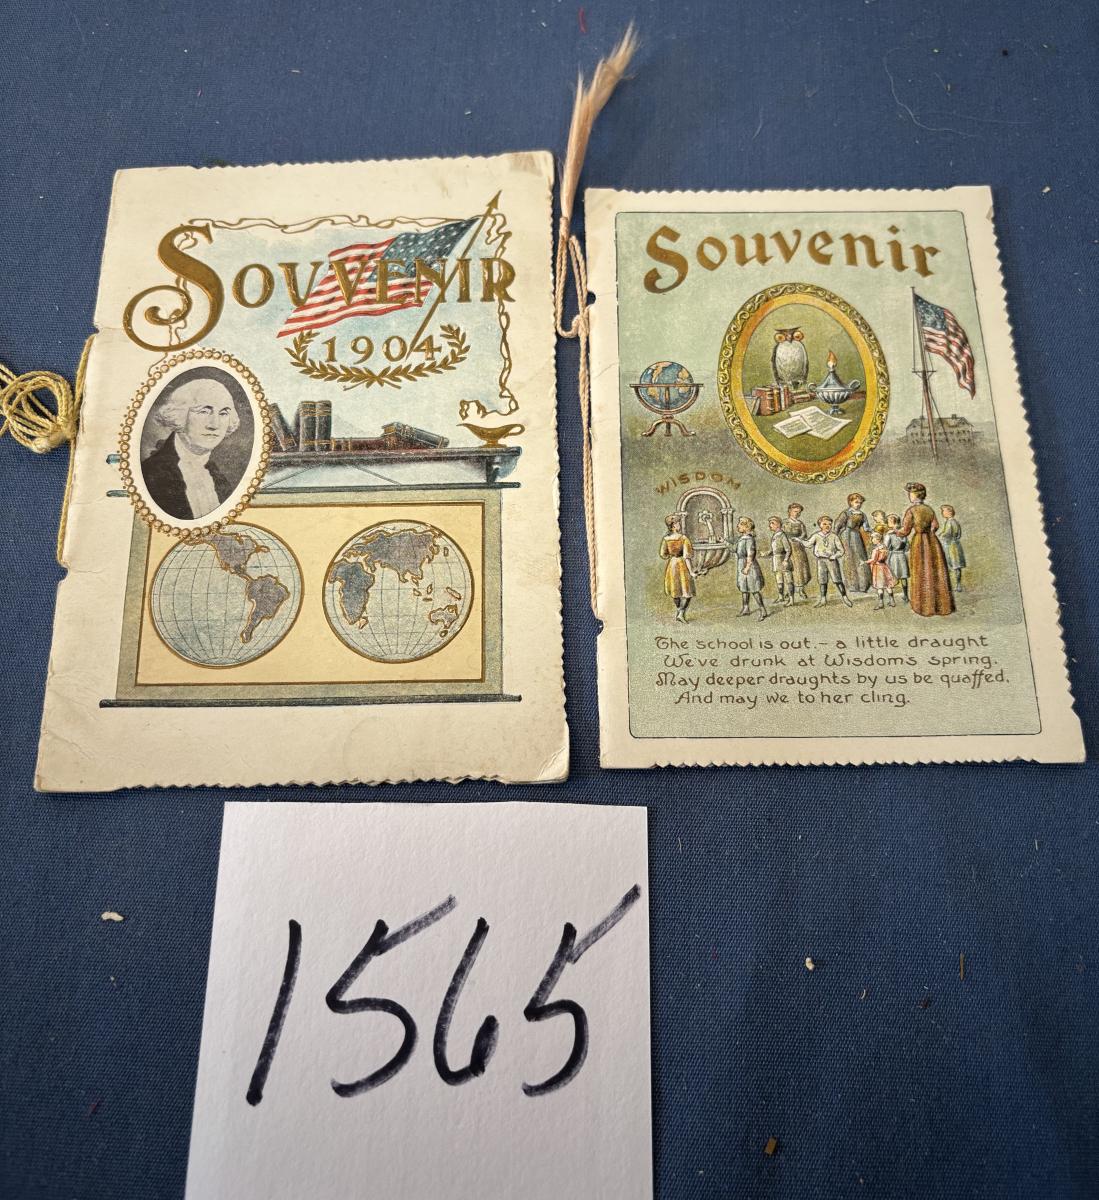 SOUVENIR
1904
Souvenir
WISDOM
The school is out. – a little draught
We've drunk at Wisdom's spring.
May deeper draughts by us be quaffed,
And may we to her cling.
1565